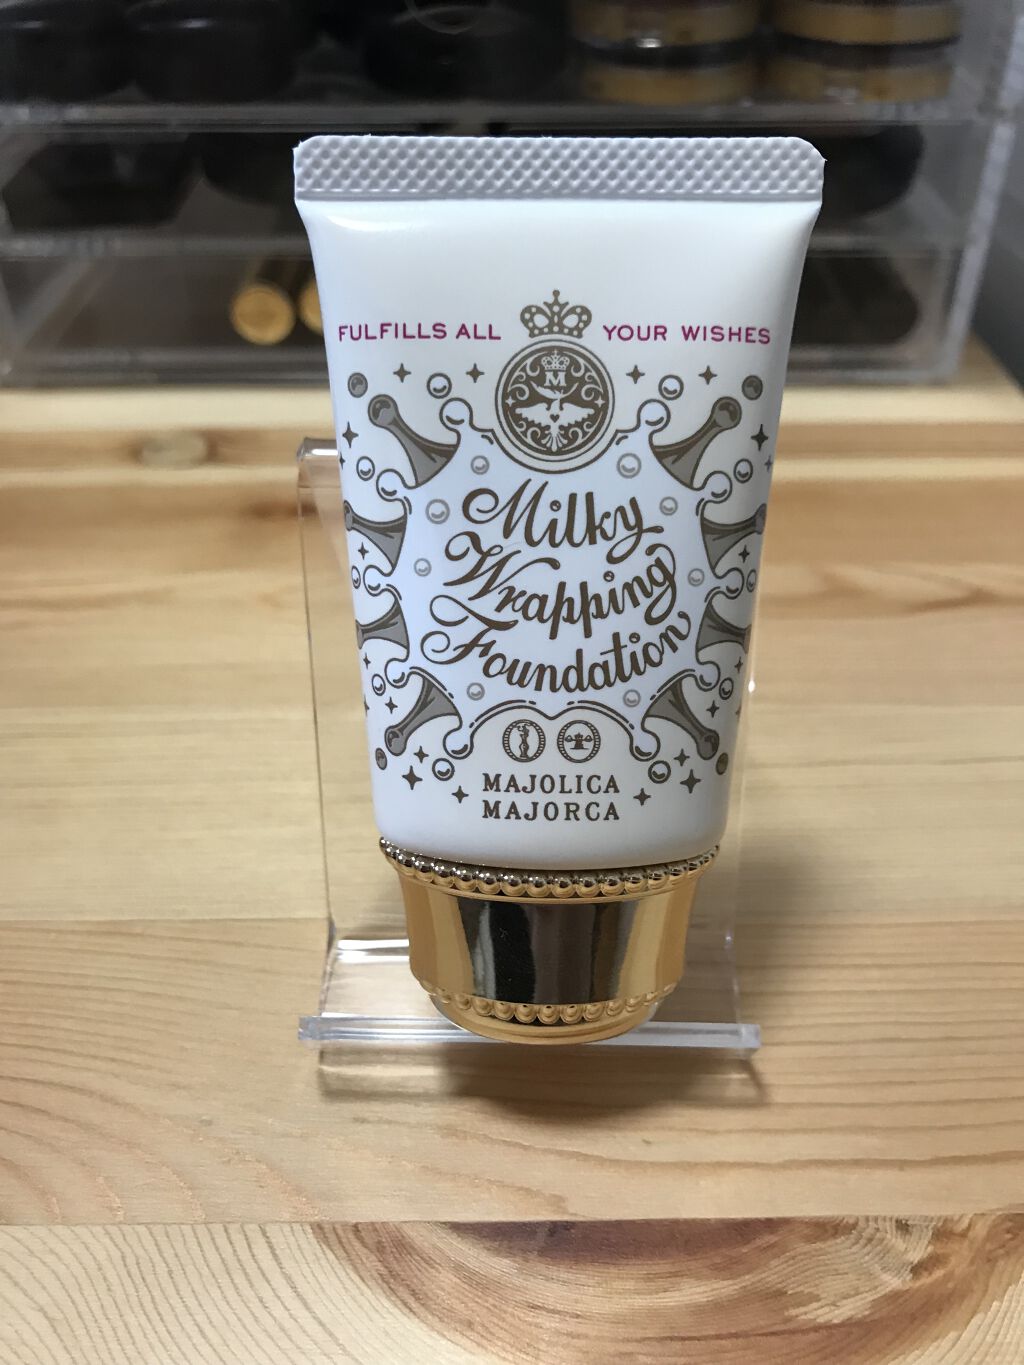 FULFILLS ALL YOUR WISHES
M
Milky
Wrapping
Foundation
MAJOLICA
MAJORCA